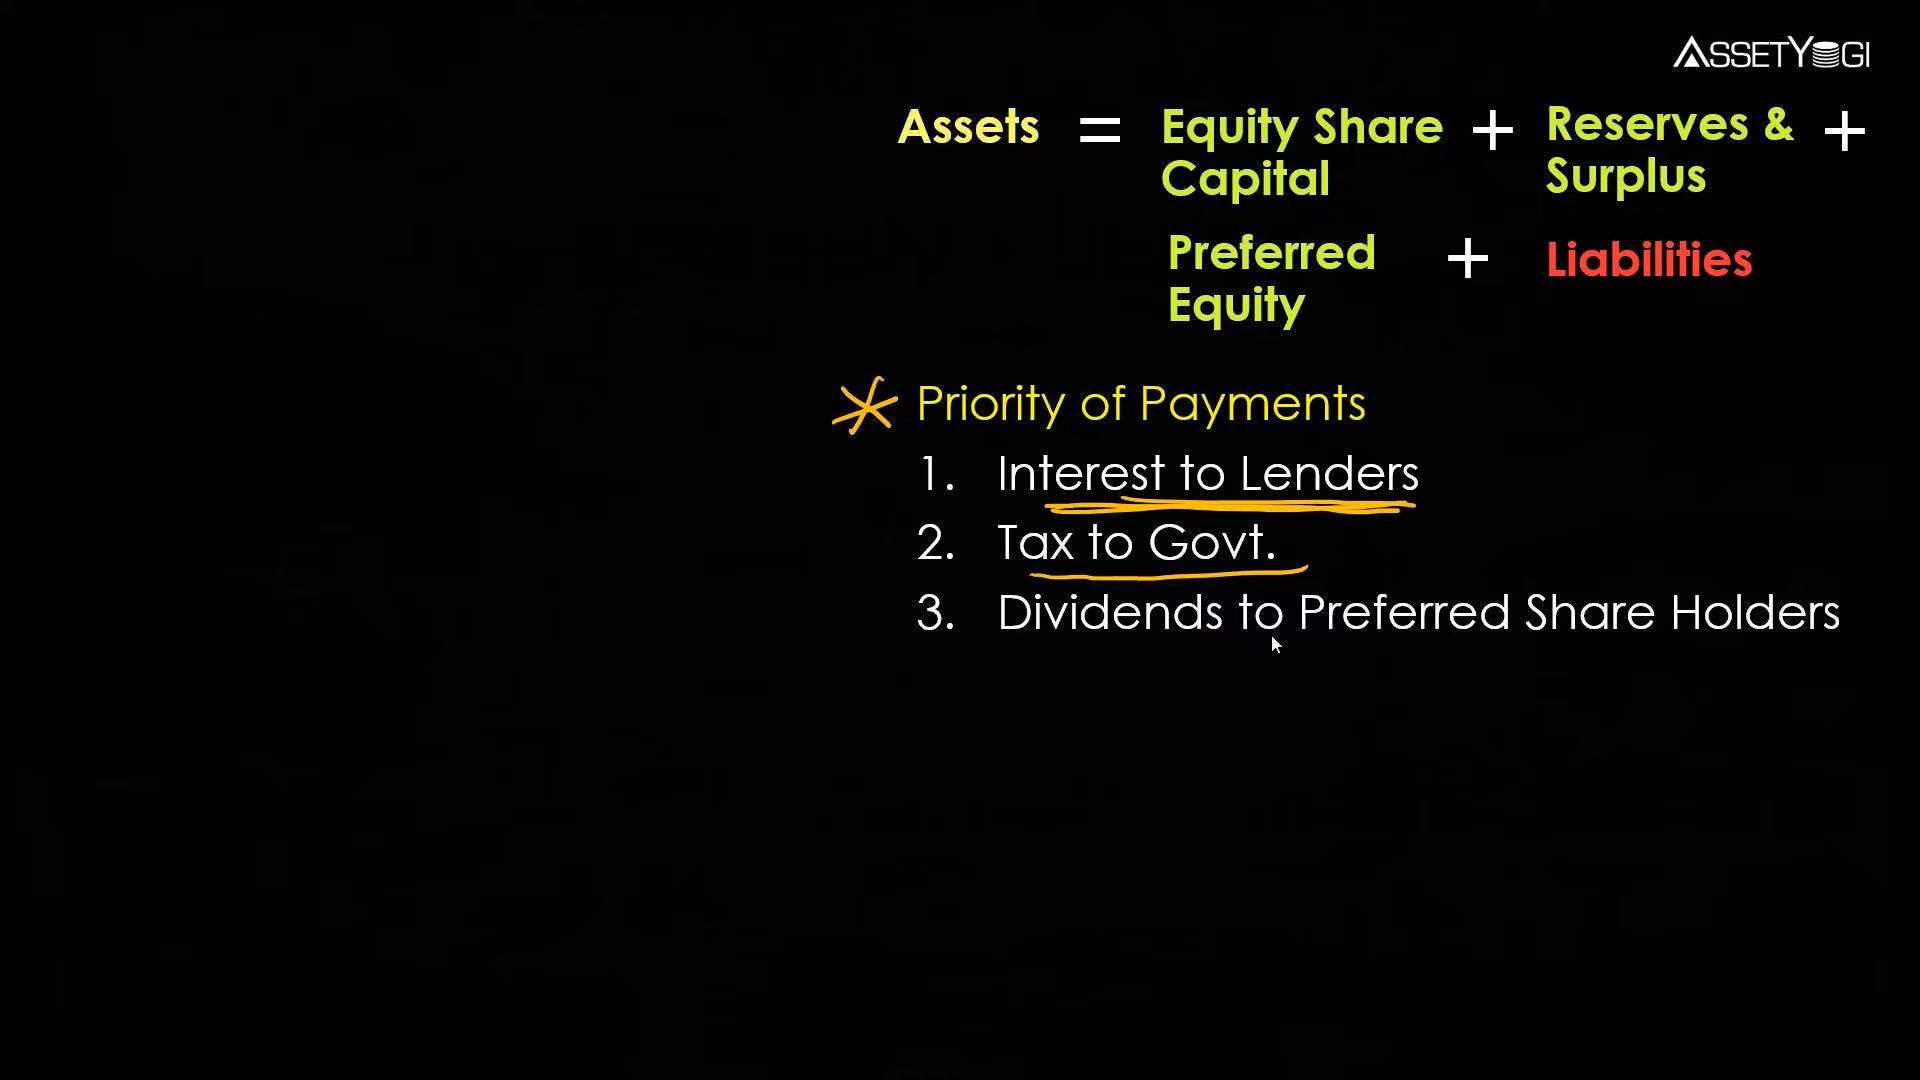 ASSETYOGI
Assets = Equity Share + Reserves & +
Capital Surplus
Preferred + Liabilities
Equity
Priority of Payments
1. Interest to Lenders
2. Tax to Govt.
3. Dividends to Preferred Share Holders